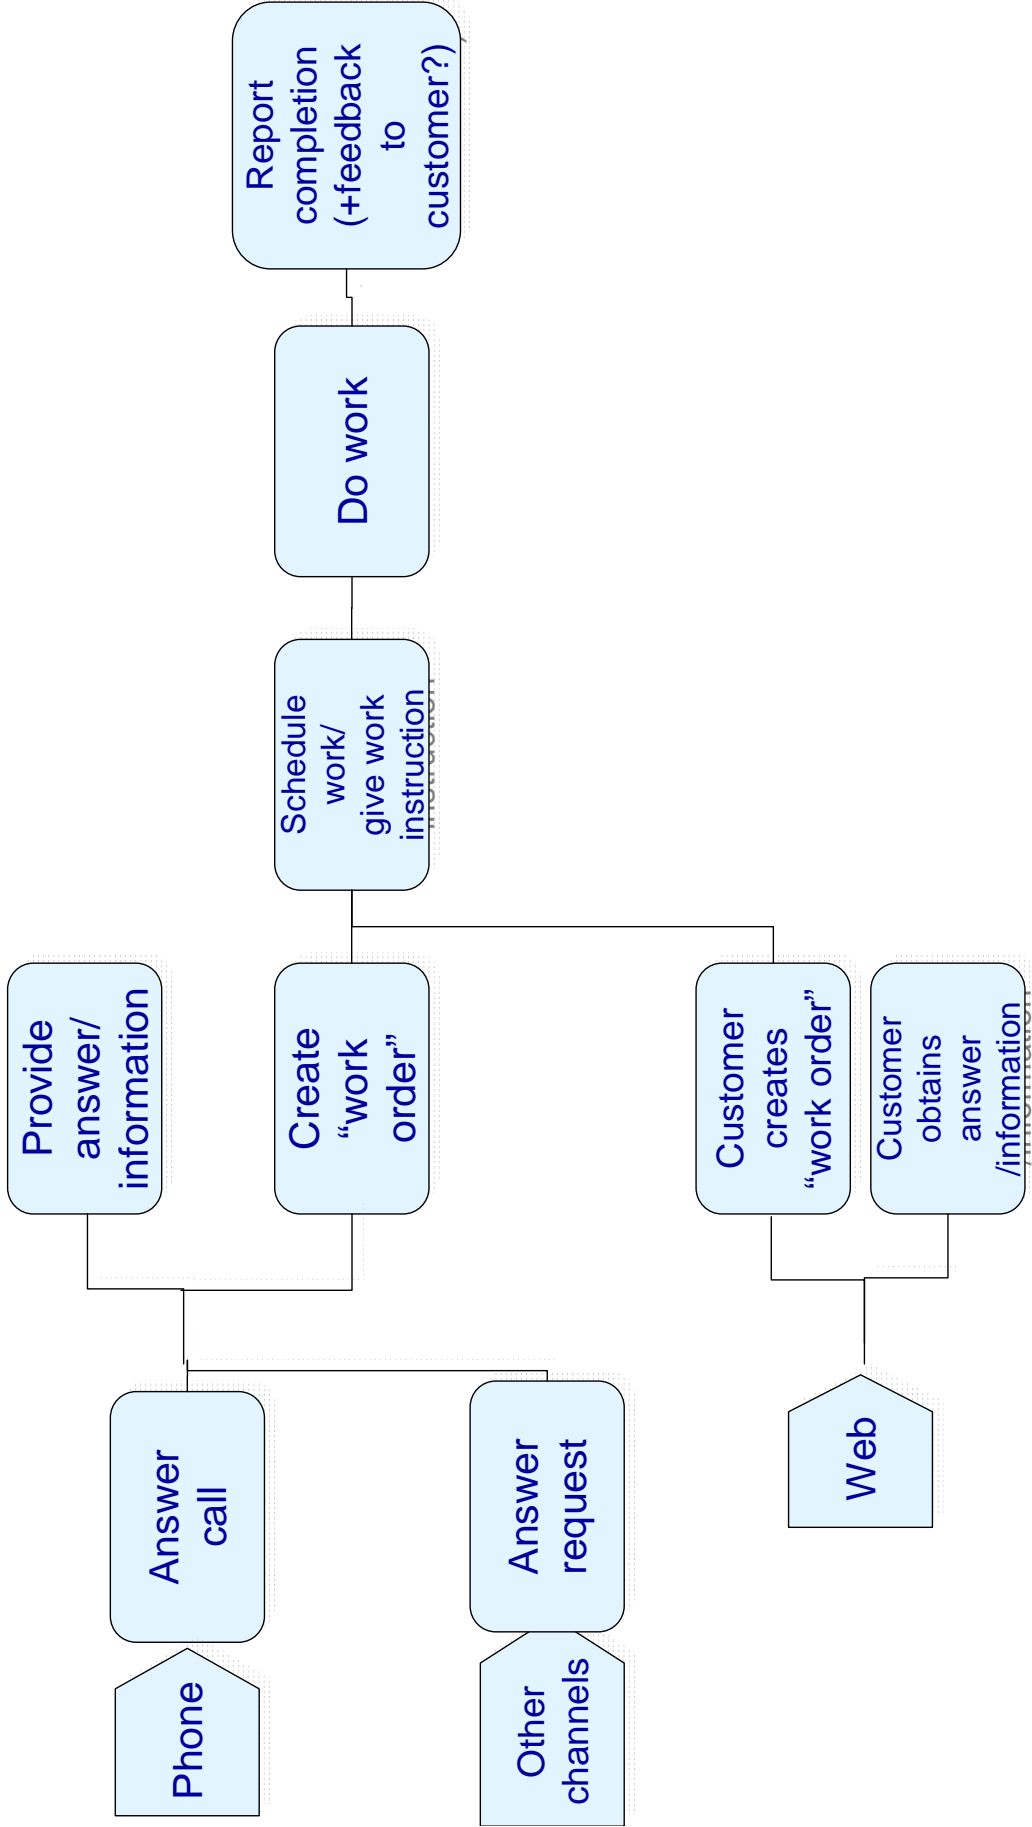 Phone
Answer
call
Provide
answer/
information
Other
channels
Answer
request
Create
“work
order”
Schedule
work/
give work
instruction
Do work
Report
completion
(+feedback
to
customer?)
Web
Customer
creates
“work order”
Customer
obtains
answer
/information